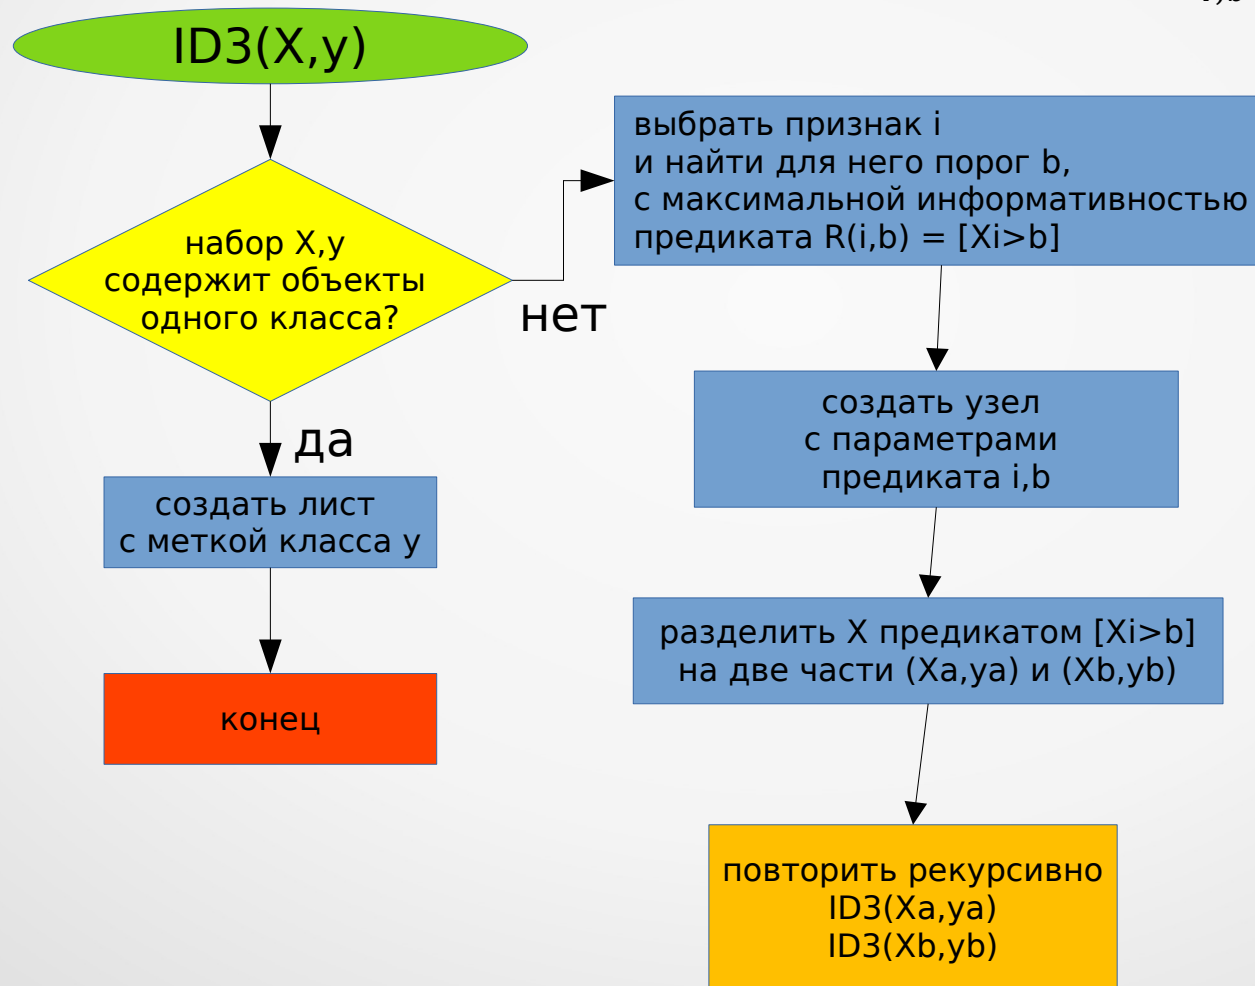 ID3(X,y)
набор X,y
содержит объекты
одного класса?
да
создать лист
с меткой класса y
конец
нет
выбрать признак i
и найти для него порог b,
с максимальной информативностью
предиката R(i,b) = [Xi>b]
создать узел
с параметрами
предиката i,b
разделить X предикатом [Xi>b]
на две части (Xa,ya) и (Xb,yb)
повторить рекурсивно
ID3(Xa,ya)
ID3(Xb,yb)